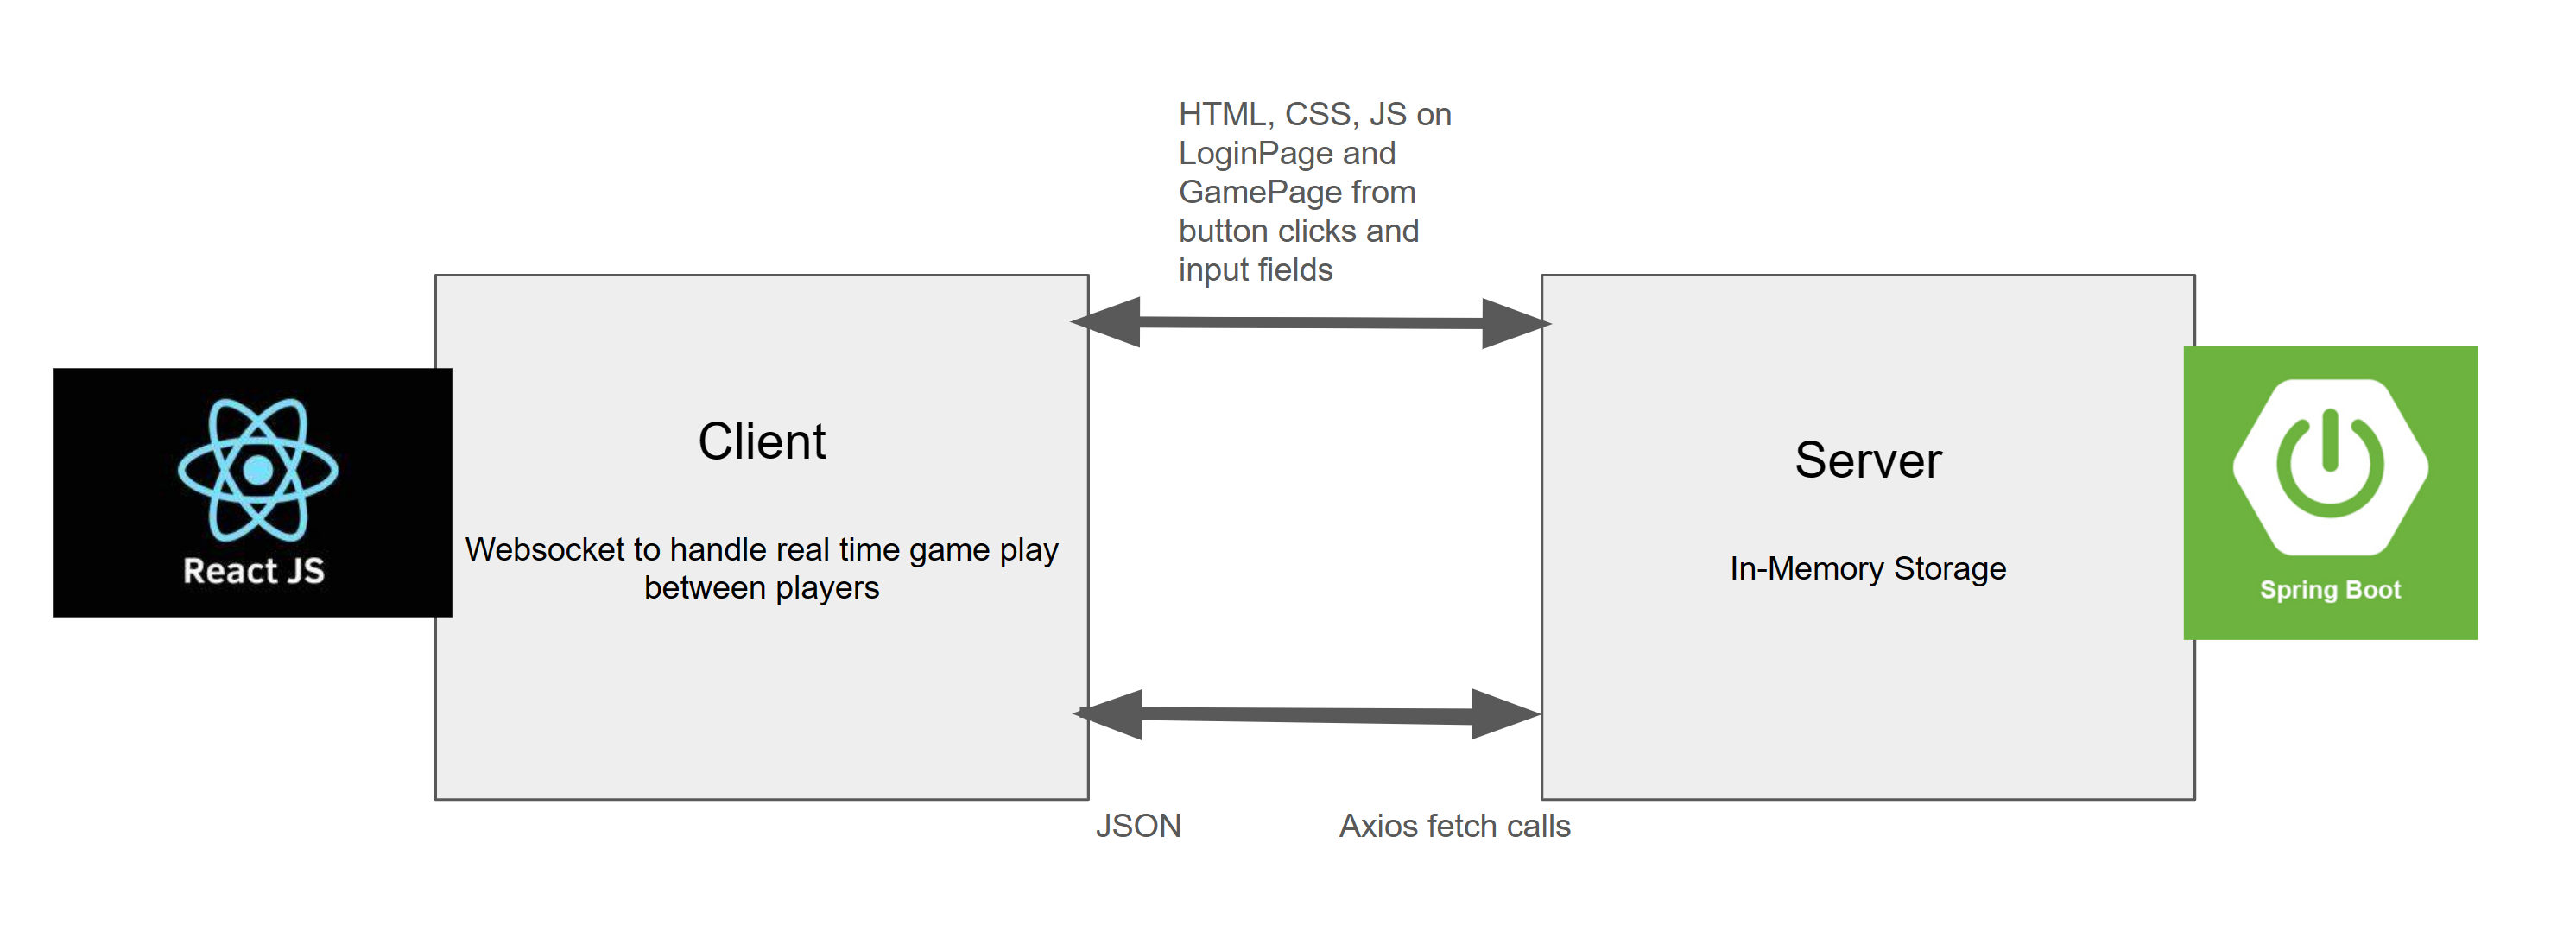 HTML, CSS, JS on
LoginPage and
GamePage from
button clicks and
input fields
React JS
Client
Websocket to handle real time game play
between players
Server
In-Memory Storage
Spring Boot
JSON
Axios fetch calls